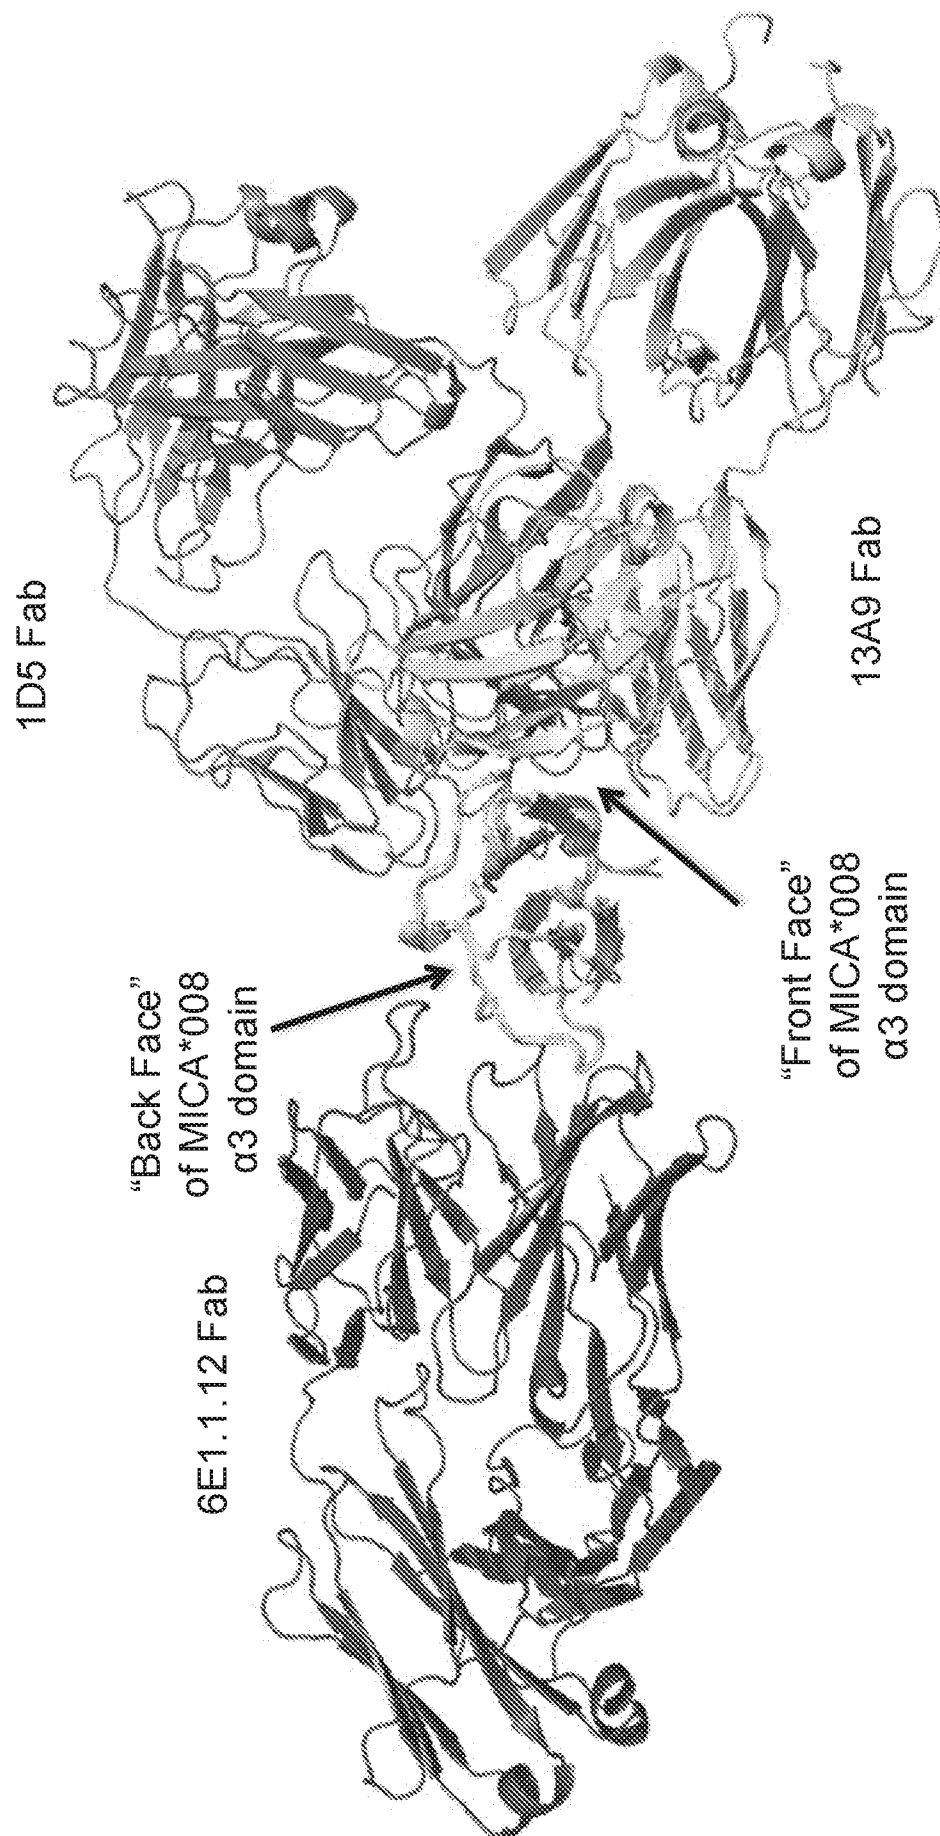 6E1.1.12 Fab
“Back Face”
of MICA*008
α3 domain
1D5 Fab
“Front Face”
of MICA*008
α3 domain
13A9 Fab